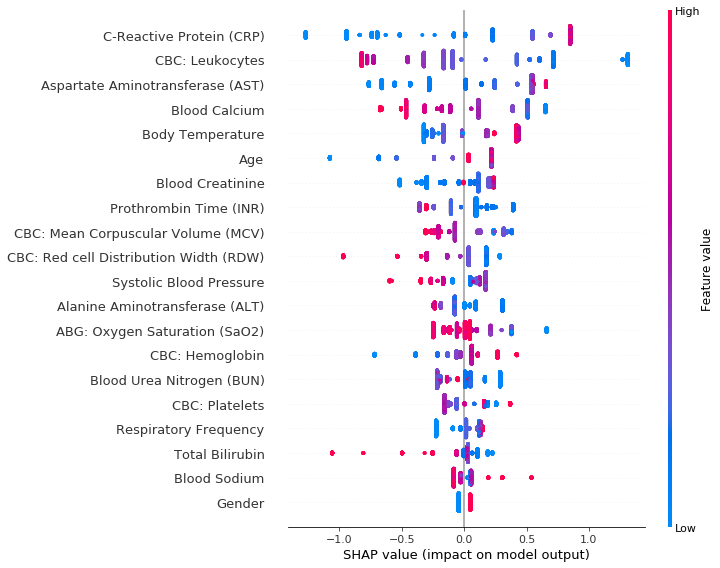 High
C-Reactive Protein (CRP)
CBC: Leukocytes
Aspartate Aminotransferase (AST)
Blood Calcium
Body Temperature
Age
Blood Creatinine
Prothrombin Time (INR)
CBC: Mean Corpuscular Volume (MCV)
CBC: Red cell Distribution Width (RDW)
Systolic Blood Pressure
Alanine Aminotransferase (ALT)
ABG: Oxygen Saturation (SaO2)
CBC: Hemoglobin
Blood Urea Nitrogen (BUN)
CBC: Platelets
Respiratory Frequency
Total Bilirubin
Blood Sodium
Gender
Feature value
Low
−1.0 −0.5 0.0 0.5 1.0
SHAP value (impact on model output)